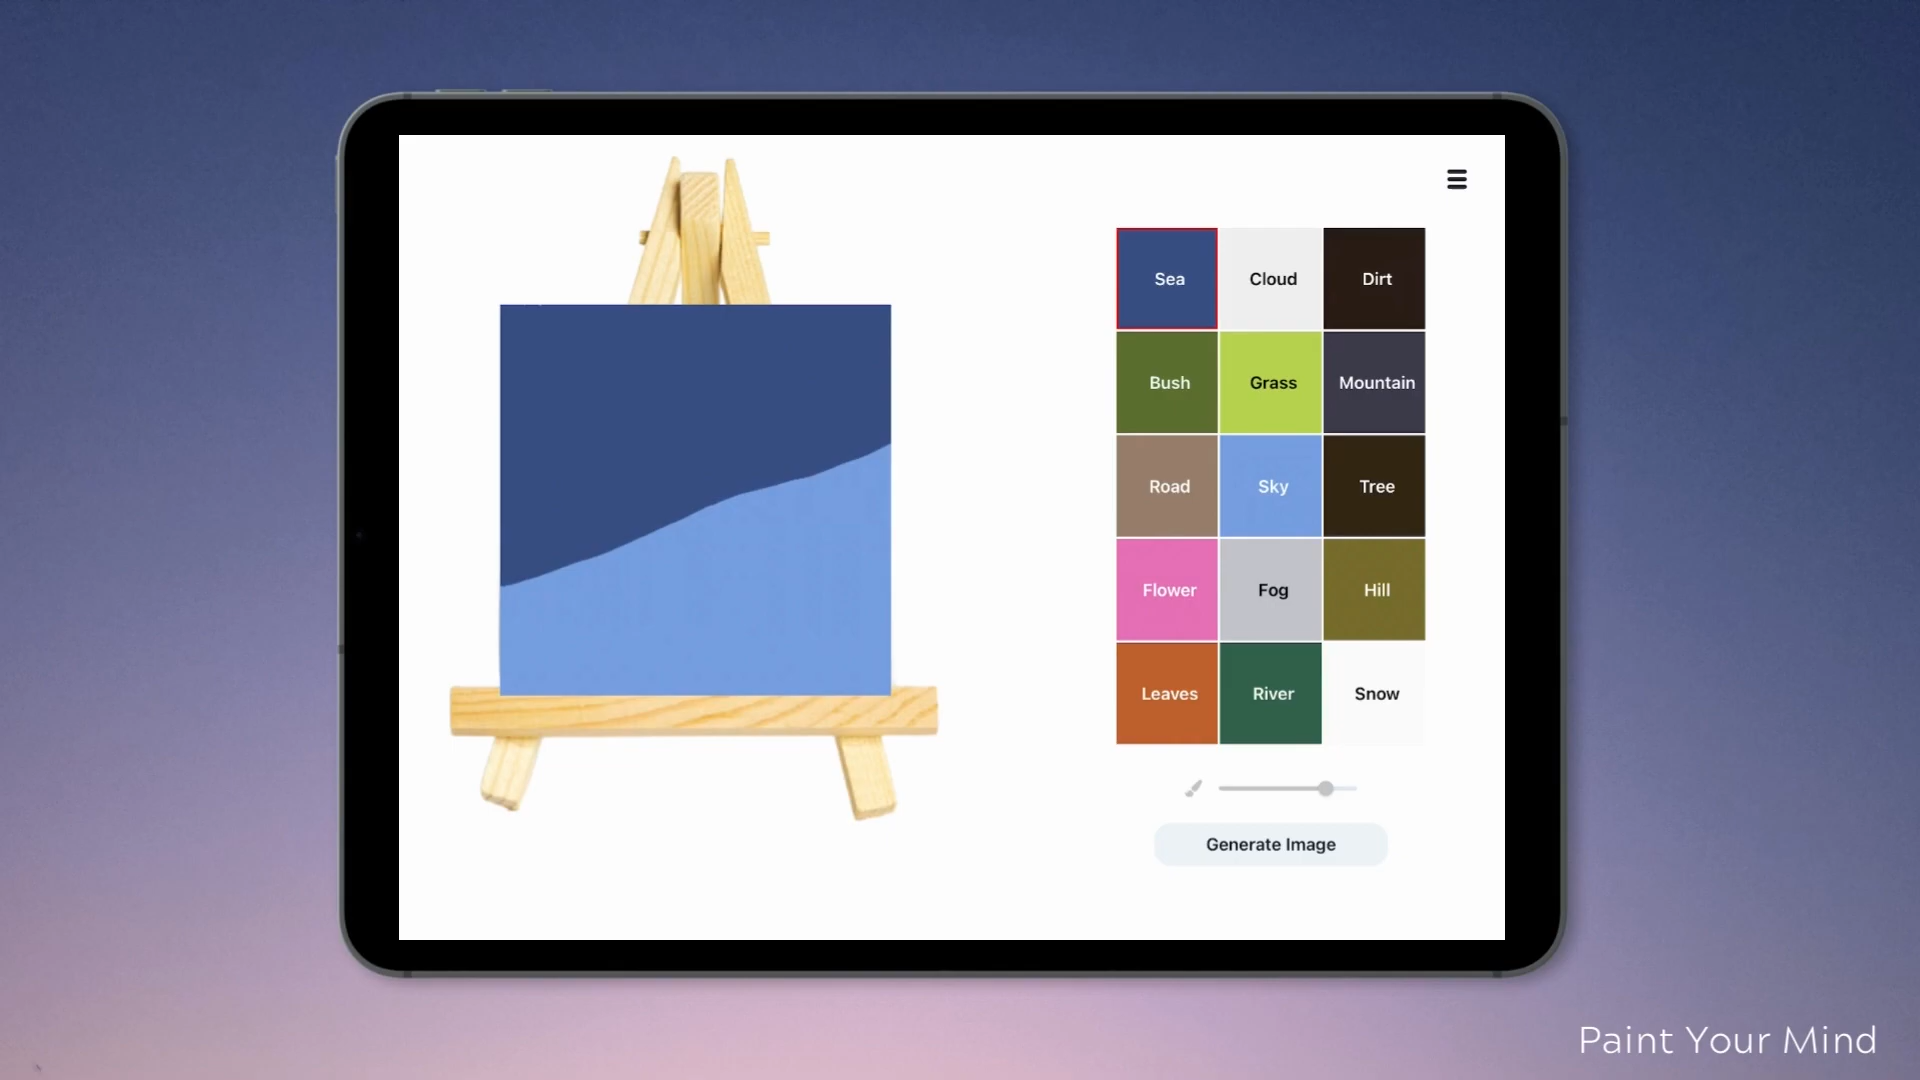 Sea Cloud Dirt
Bush Grass Mountain
Road Sky Tree
Flower Fog Hill
Leaves River Snow
Generate Image
Paint Your Mind